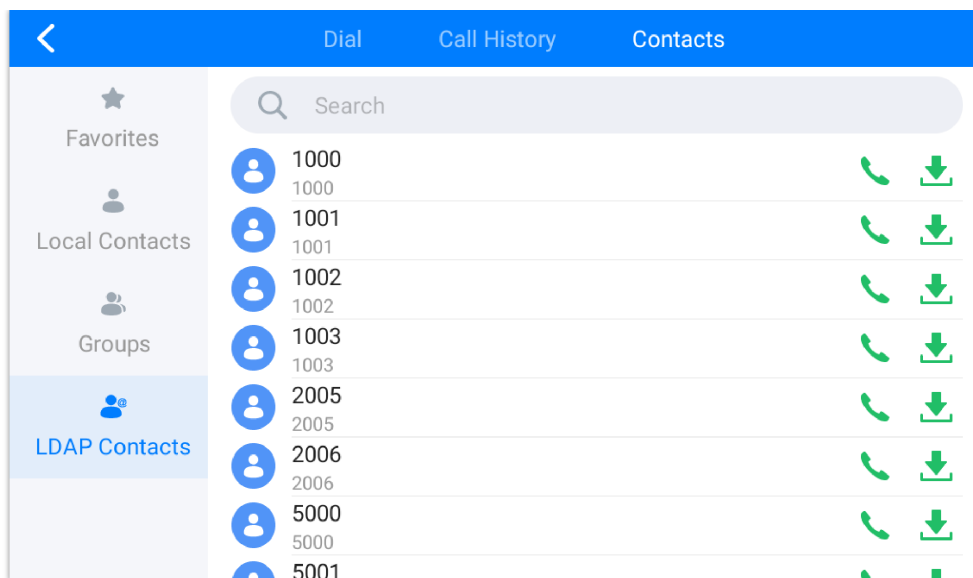 Dial Call History Contacts
Favorites
Local Contacts
Groups
LDAP Contacts
Search
1000
1000
1001
1001
1002
1002
1003
1003
2005
2005
2006
2006
5000
5000
5001